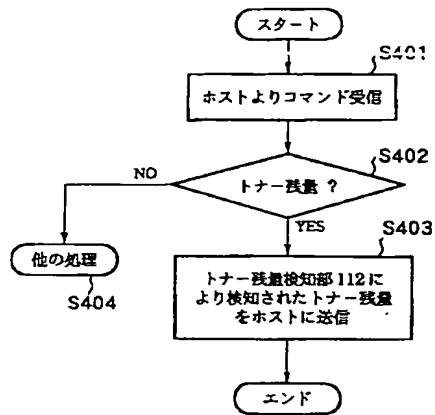 スタート
S401
ホストよりコマンド受信
S402
トナー残量 ?
NO
YES
S403
他の処理
S404
トナー残量検知部112に
より検知されたトナー残量
をホストに送信
エンド